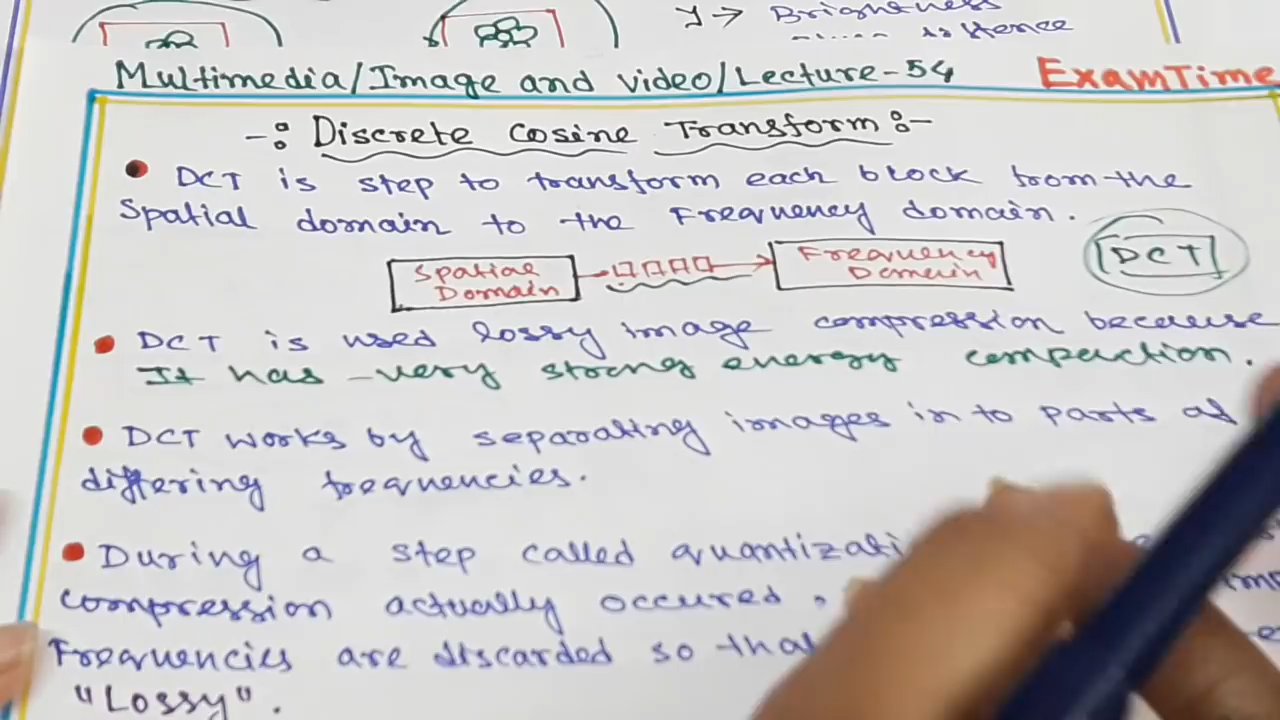 Y → Brightness
is Hence
Multimedia/Image and video/Lecture-54 ExamTime
-: Discrete Cosine Transform :-
• DCT is step to transform each block from the
Spatial domain to the Frequency domain.
Spatial Domain → Frequency Domain
DCT
• DCT is used lossy image compression because
It has very strong energy compaction.
• DCT works by separating images in to parts of
differing frequencies.
• During a step called
compression actually occured,
Frequencies are discarded so that
"Lossy".